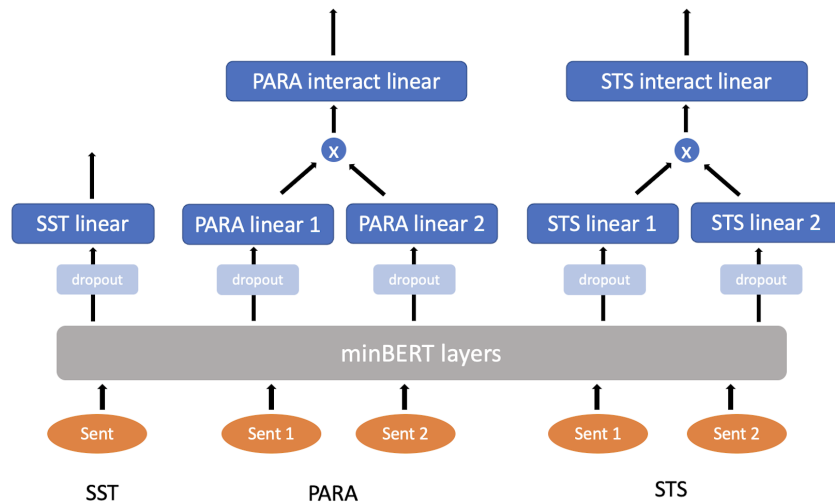 PARA interact linear
STS interact linear
X
X
SST linear
PARA linear 1
PARA linear 2
STS linear 1
STS linear 2
dropout
dropout
dropout
dropout
dropout
minBERT layers
Sent
Sent 1
Sent 2
Sent 1
Sent 2
SST
PARA
STS